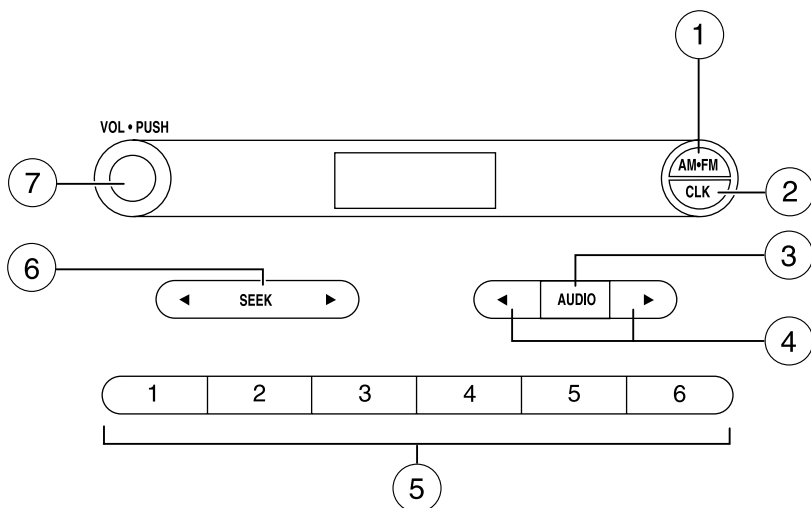 1
VOL • PUSH
AM•FM
7
CLK
2
6
3
◄ SEEK ►
◄ AUDIO ►
4
1 2 3 4 5 6
5